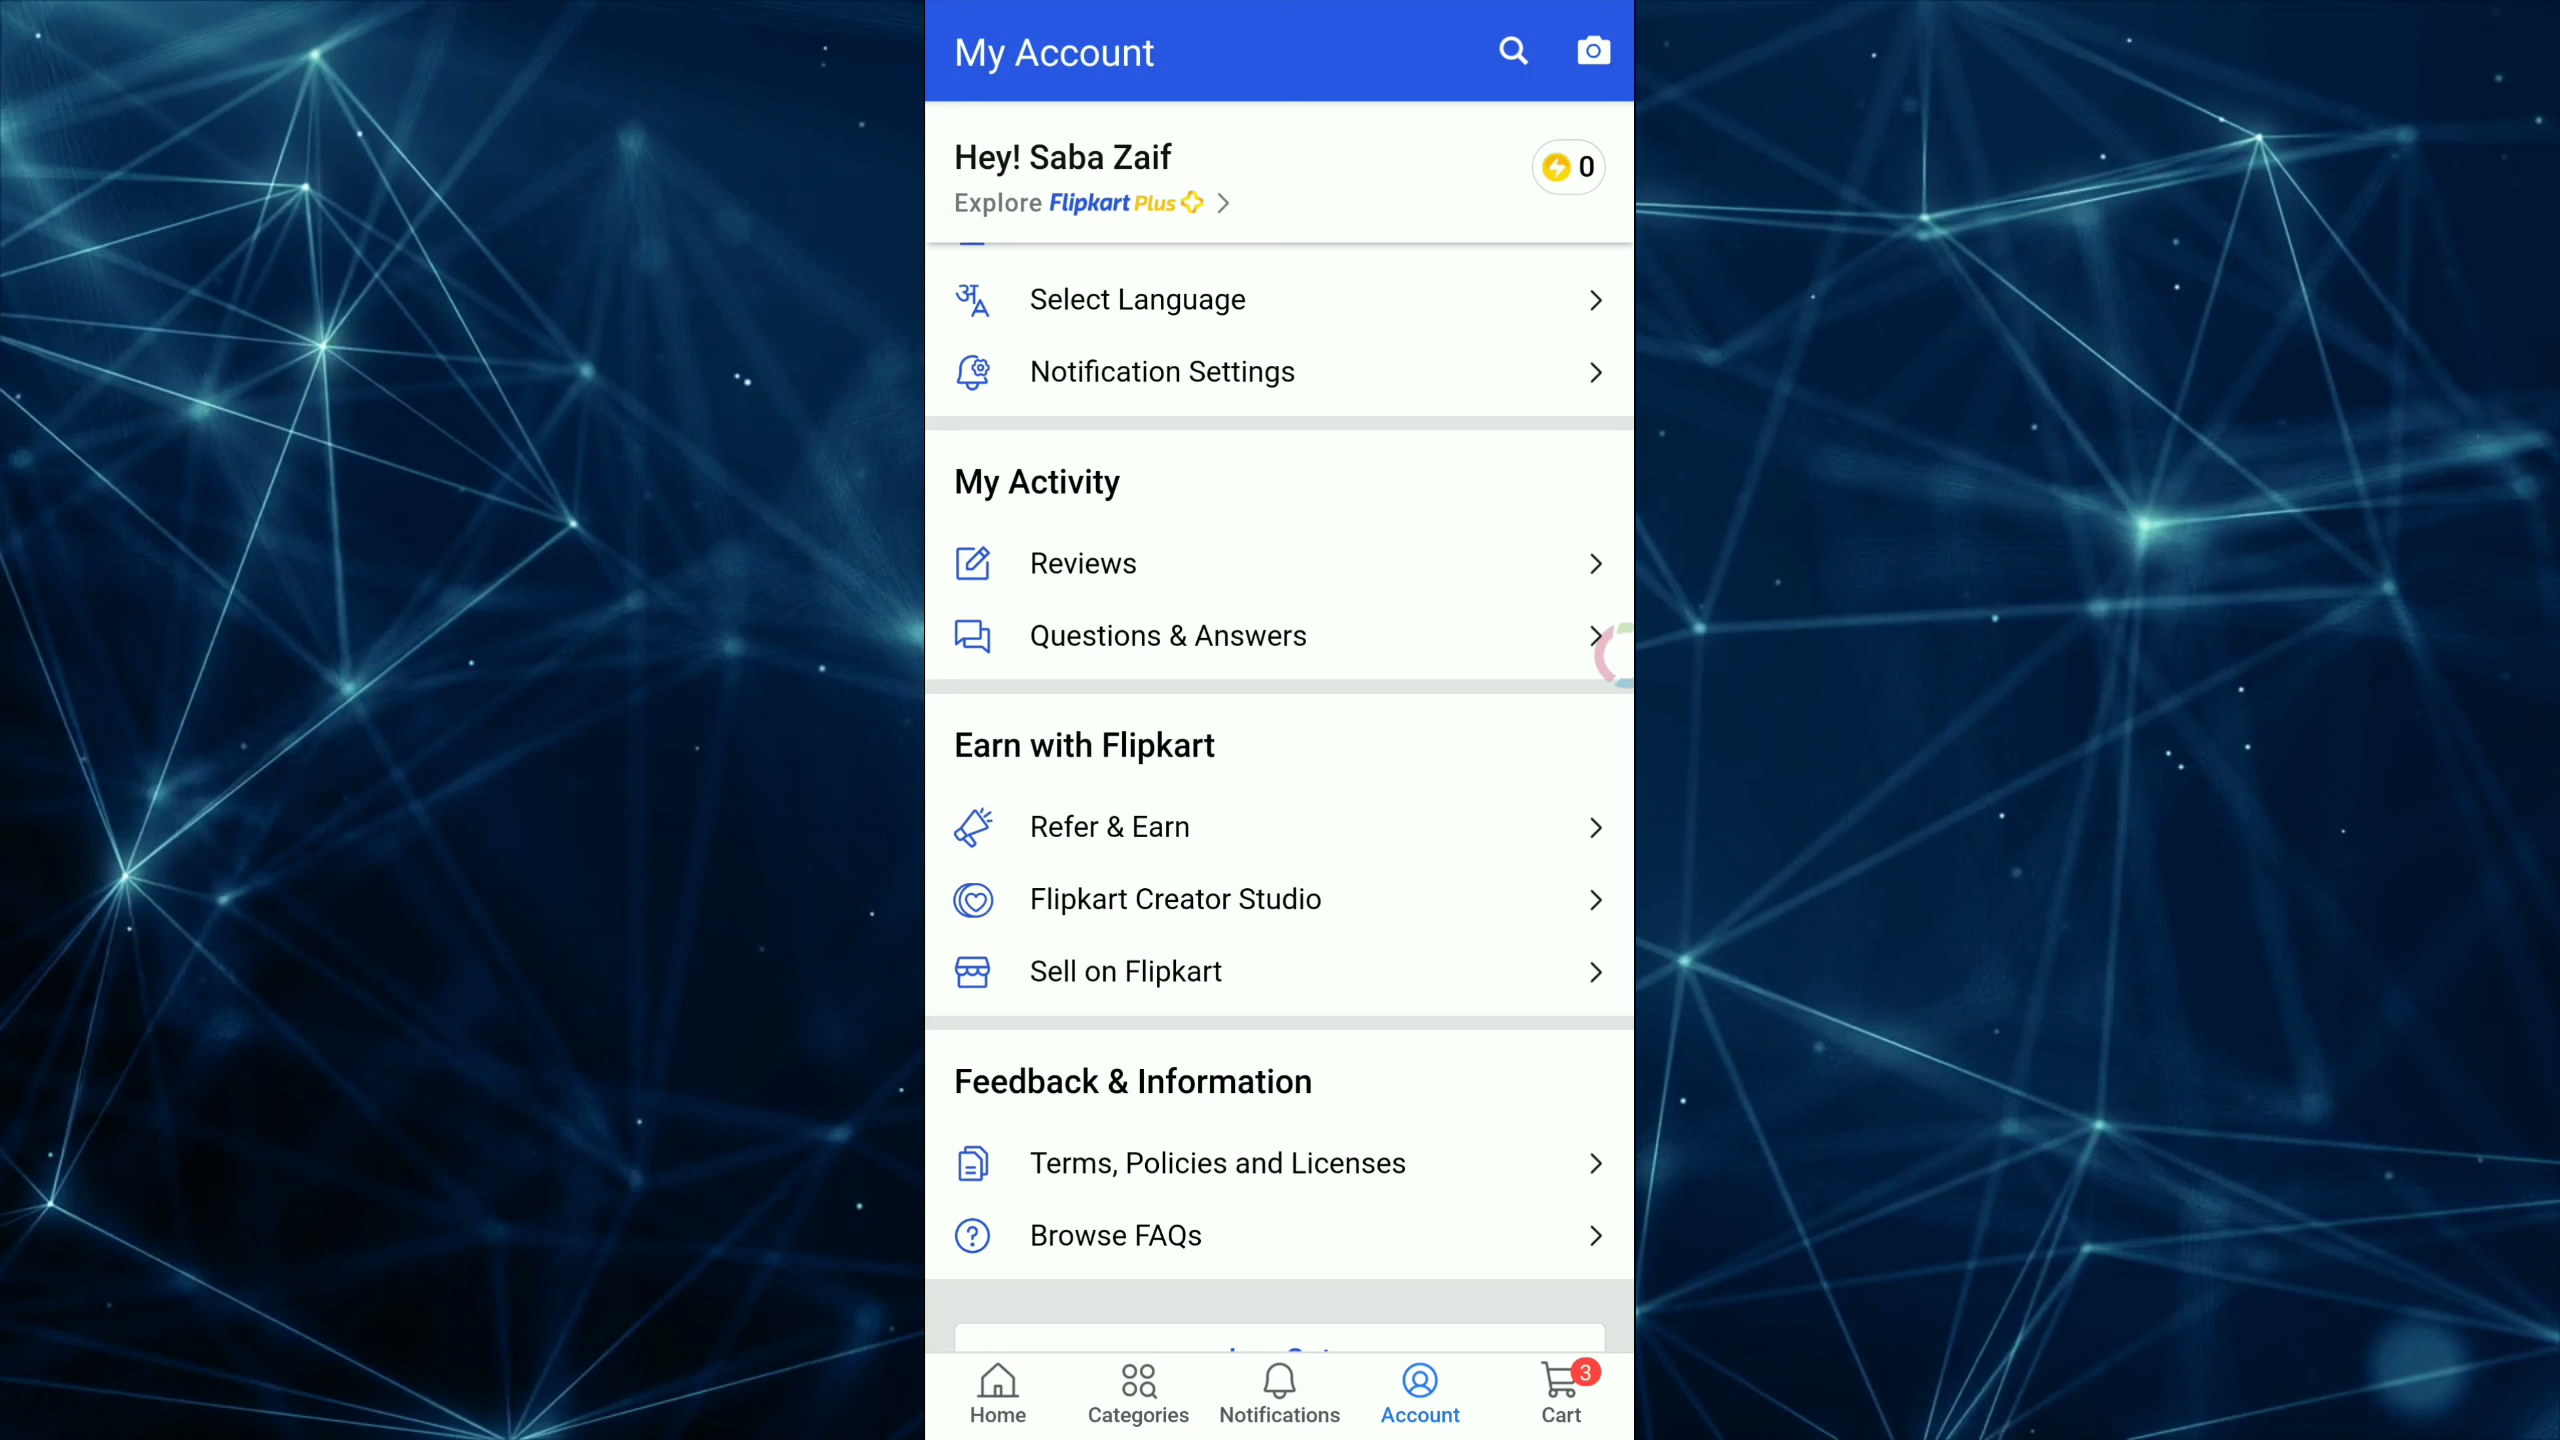 My Account
Hey! Saba Zaif
0
Explore Flipkart Plus
अA
Select Language
Notification Settings
My Activity
Reviews
Questions & Answers
Earn with Flipkart
Refer & Earn
Flipkart Creator Studio
Sell on Flipkart
Feedback & Information
Terms, Policies and Licenses
?
Browse FAQs
3
Home
Categories
Notifications
Account
Cart